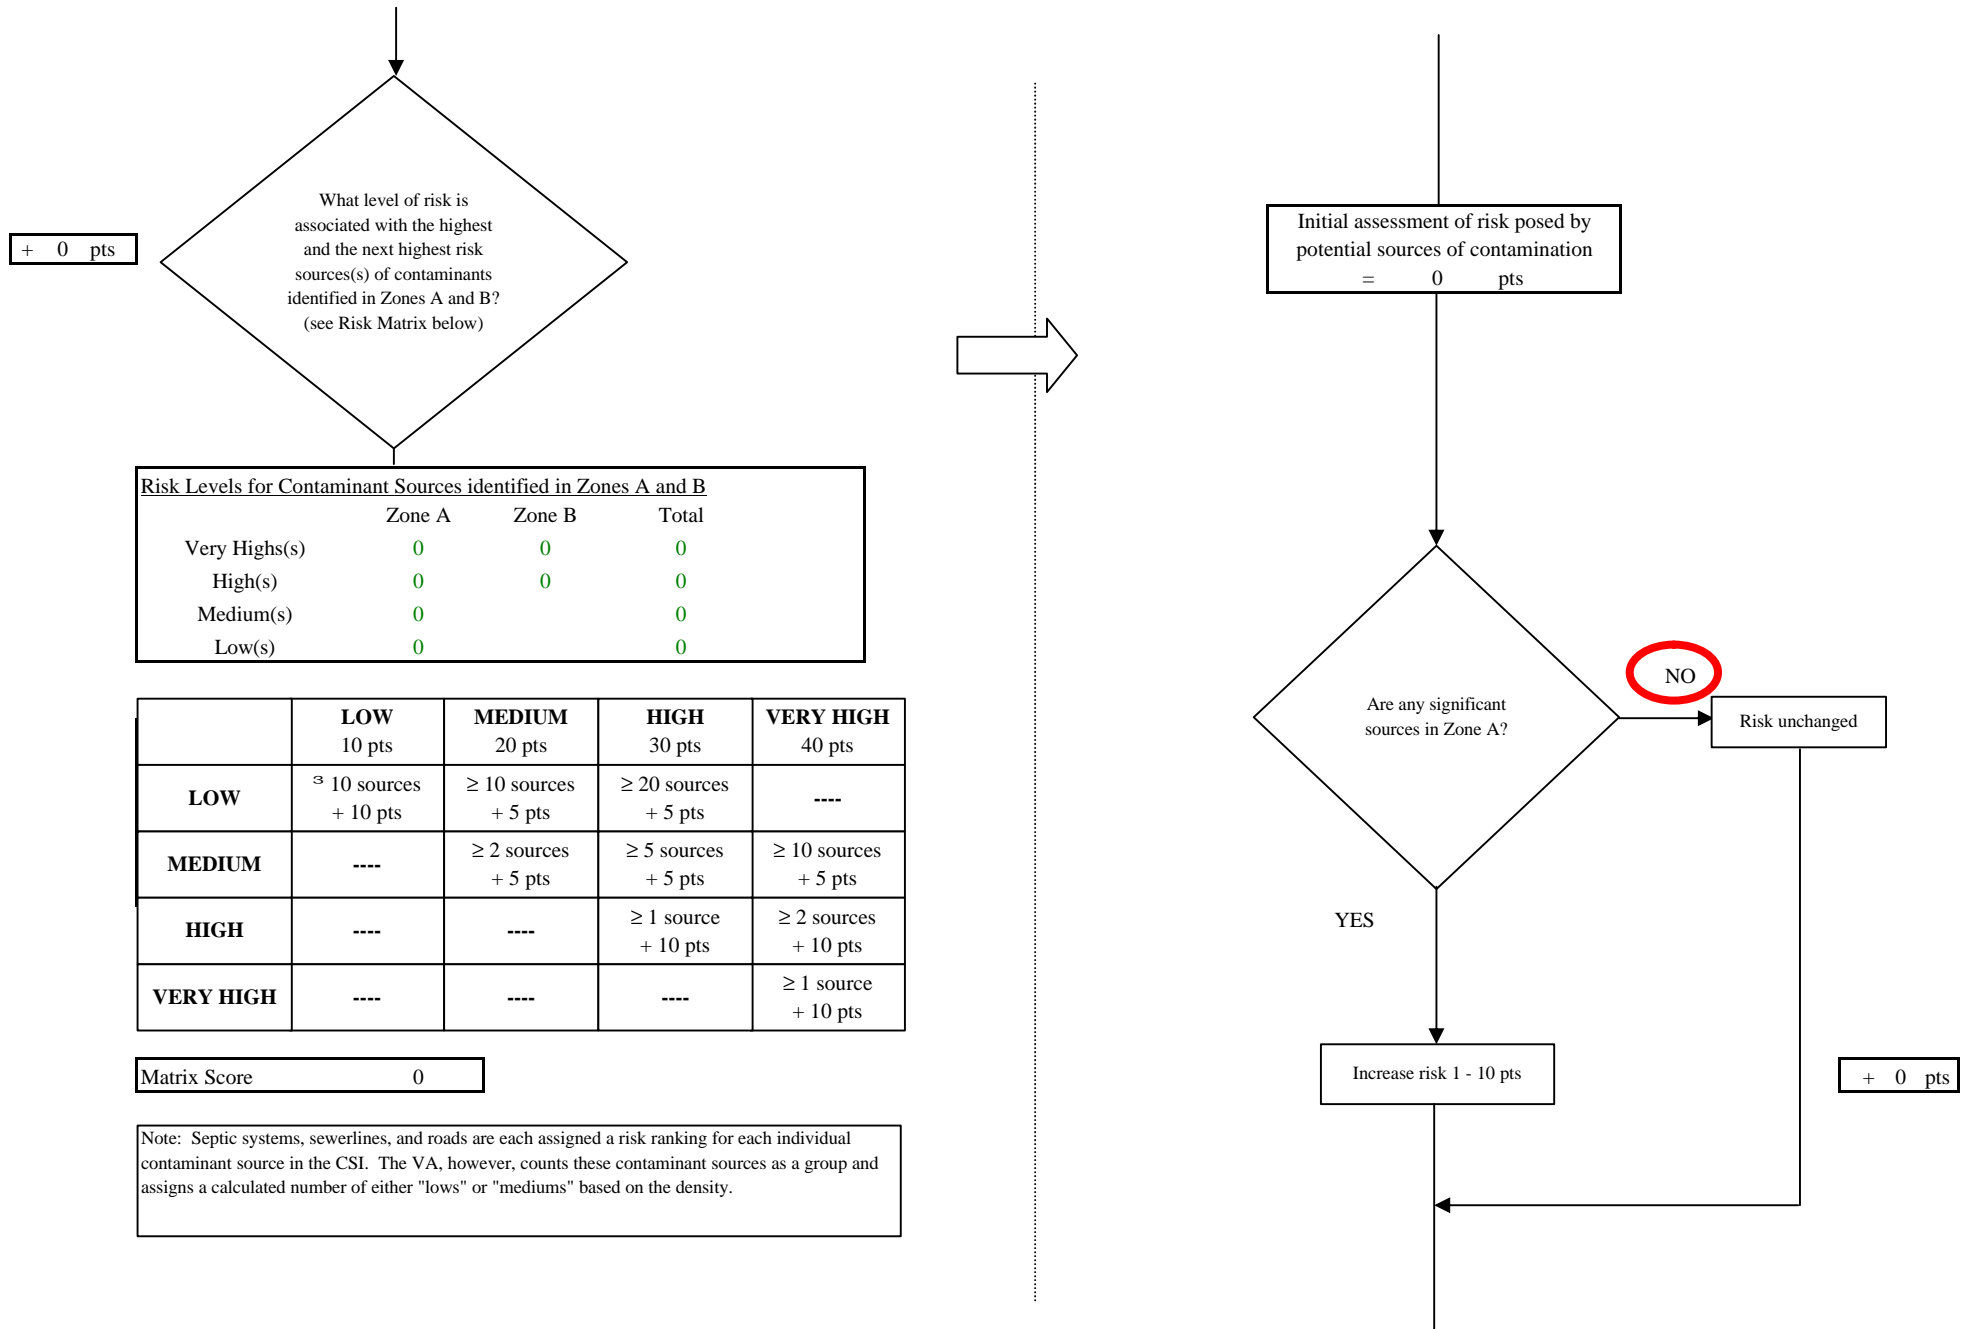 What level of risk is
associated with the highest
and the next highest risk
sources(s) of contaminants
identified in Zones A and B?
(see Risk Matrix below)
+ 0 pts
Risk Levels for Contaminant Sources identified in Zones A and B
Zone A Zone B Total
Very Highs(s) 0 0 0
High(s) 0 0 0
Medium(s) 0 0
Low(s) 0 0
LOW MEDIUM HIGH VERY HIGH
10 pts 20 pts 30 pts 40 pts
LOW
³ 10 sources ≥ 10 sources ≥ 20 sources ----
+ 10 pts + 5 pts + 5 pts
MEDIUM
---- ≥ 2 sources ≥ 5 sources ≥ 10 sources
+ 5 pts + 5 pts + 5 pts
HIGH
---- ---- ≥ 1 source ≥ 2 sources
+ 10 pts + 10 pts
VERY HIGH
---- ---- ---- ≥ 1 source
+ 10 pts
Matrix Score 0
Note: Septic systems, sewerlines, and roads are each assigned a risk ranking for each individual
contaminant source in the CSI. The VA, however, counts these contaminant sources as a group and
assigns a calculated number of either "lows" or "mediums" based on the density.
Initial assessment of risk posed by
potential sources of contamination
= 0 pts
Are any significant
sources in Zone A?
NO
Risk unchanged
YES
Increase risk 1 - 10 pts
+ 0 pts